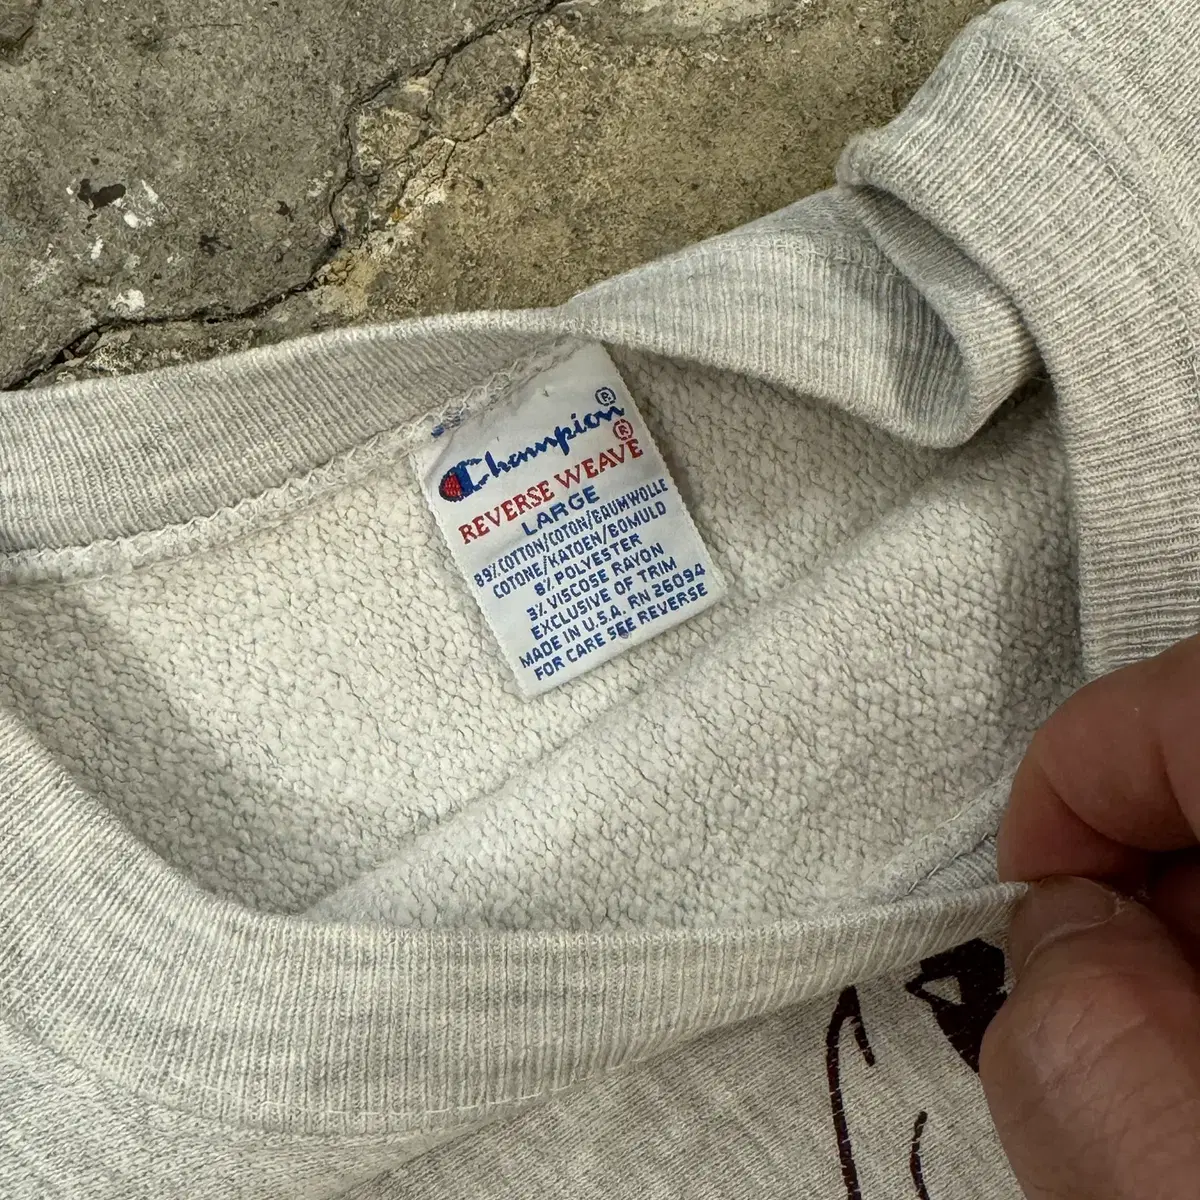 Champion®
REVERSE WEAVE®
LARGE
89% COTTON/COTON/BAUMWOLLE
COTONE/KATOEN/BOMULD
8% POLYESTER
3% VISCOSE RAYON
EXCLUSIVE OF TRIM
MADE IN U.S.A. RN 26094
FOR CARE SEE REVERSE